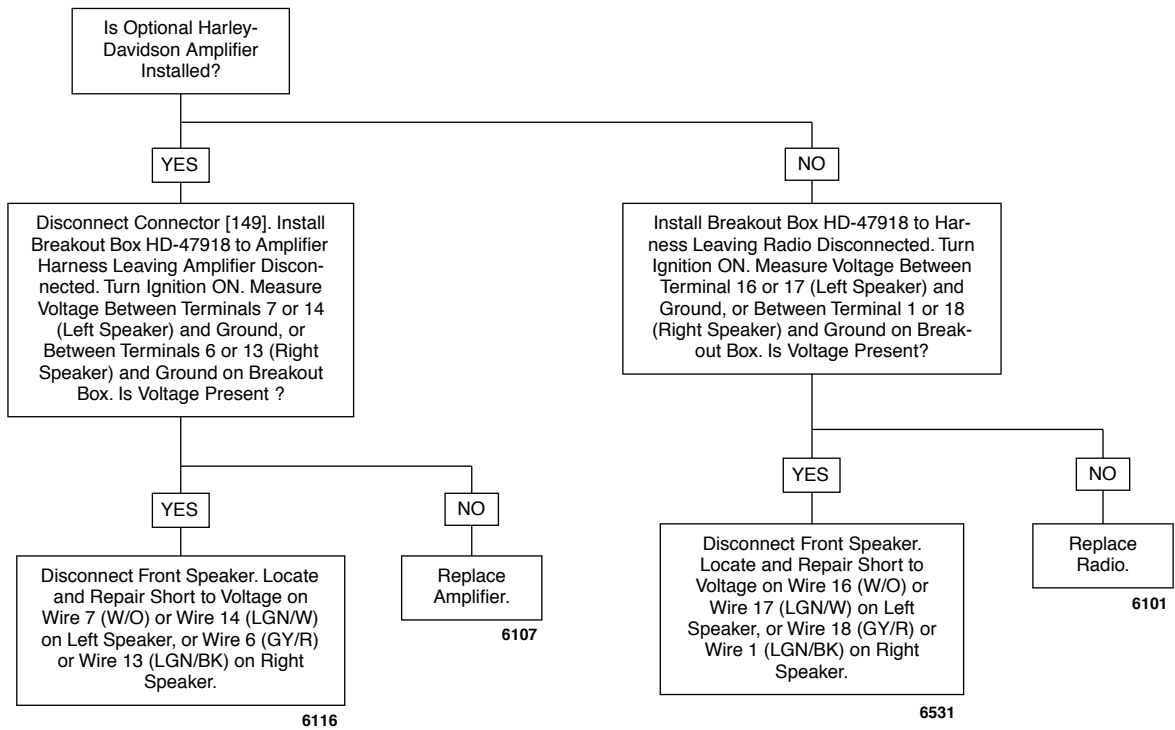 Is Optional Harley-
Davidson Amplifier
Installed?
YES
NO
Disconnect Connector [149]. Install
Breakout Box HD-47918 to Amplifier
Harness Leaving Amplifier Discon-
nected. Turn Ignition ON. Measure
Voltage Between Terminals 7 or 14
(Left Speaker) and Ground, or
Between Terminals 6 or 13 (Right
Speaker) and Ground on Breakout
Box. Is Voltage Present ?
Install Breakout Box HD-47918 to Har-
ness Leaving Radio Disconnected. Turn
Ignition ON. Measure Voltage Between
Terminal 16 or 17 (Left Speaker) and
Ground, or Between Terminal 1 or 18
(Right Speaker) and Ground on Break-
out Box. Is Voltage Present?
YES
NO
YES
NO
Disconnect Front Speaker. Locate
and Repair Short to Voltage on
Wire 7 (W/O) or Wire 14 (LGN/W)
on Left Speaker, or Wire 6 (GY/R)
or Wire 13 (LGN/BK) on Right
Speaker.
6116
Replace
Amplifier.
6107
Disconnect Front Speaker.
Locate and Repair Short to
Voltage on Wire 16 (W/O) or
Wire 17 (LGN/W) on Left
Speaker, or Wire 18 (GY/R) or
Wire 1 (LGN/BK) on Right
Speaker.
6531
Replace
Radio.
6101